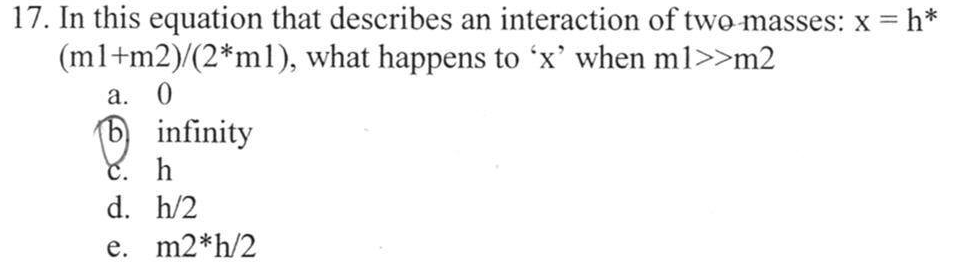 17. In this equation that describes an interaction of two masses: x = h*
(m1+m2)/(2*m1), what happens to ‘x’ when m1>>m2
a. 0
b infinity
c. h
d. h/2
e. m2*h/2